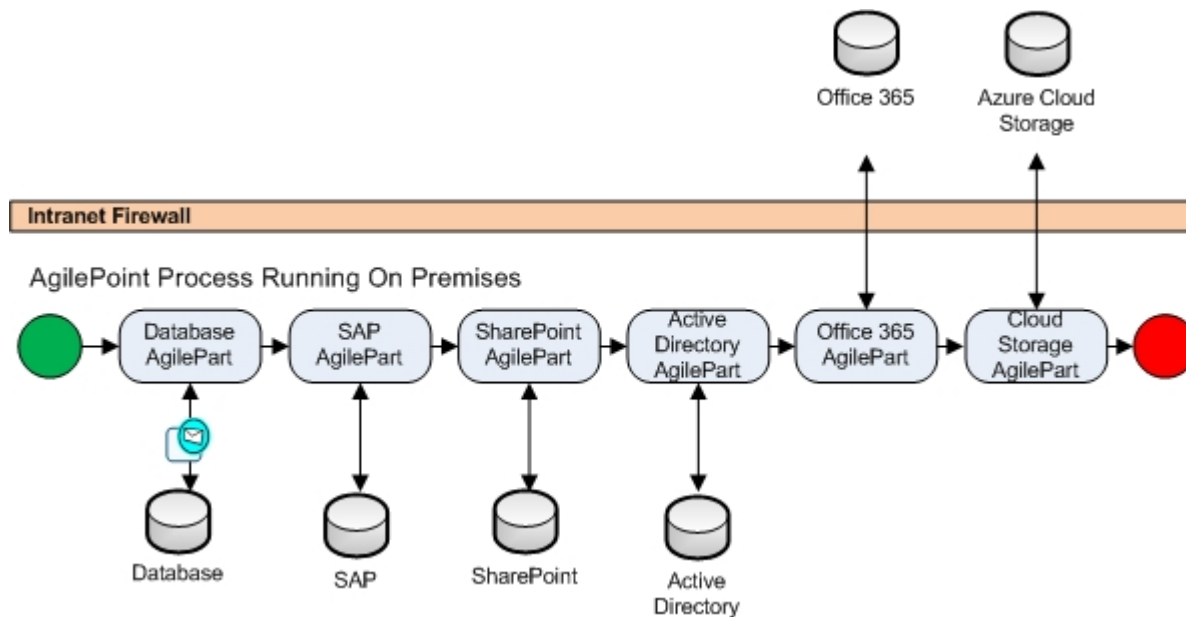 Office 365
Azure Cloud
Storage
Intranet Firewall
AgilePoint Process Running On Premises
Database
AgilePart
SAP
AgilePart
SharePoint
AgilePart
Active
Directory
AgilePart
Office 365
AgilePart
Cloud
Storage
AgilePart
Database
SAP
SharePoint
Active
Directory